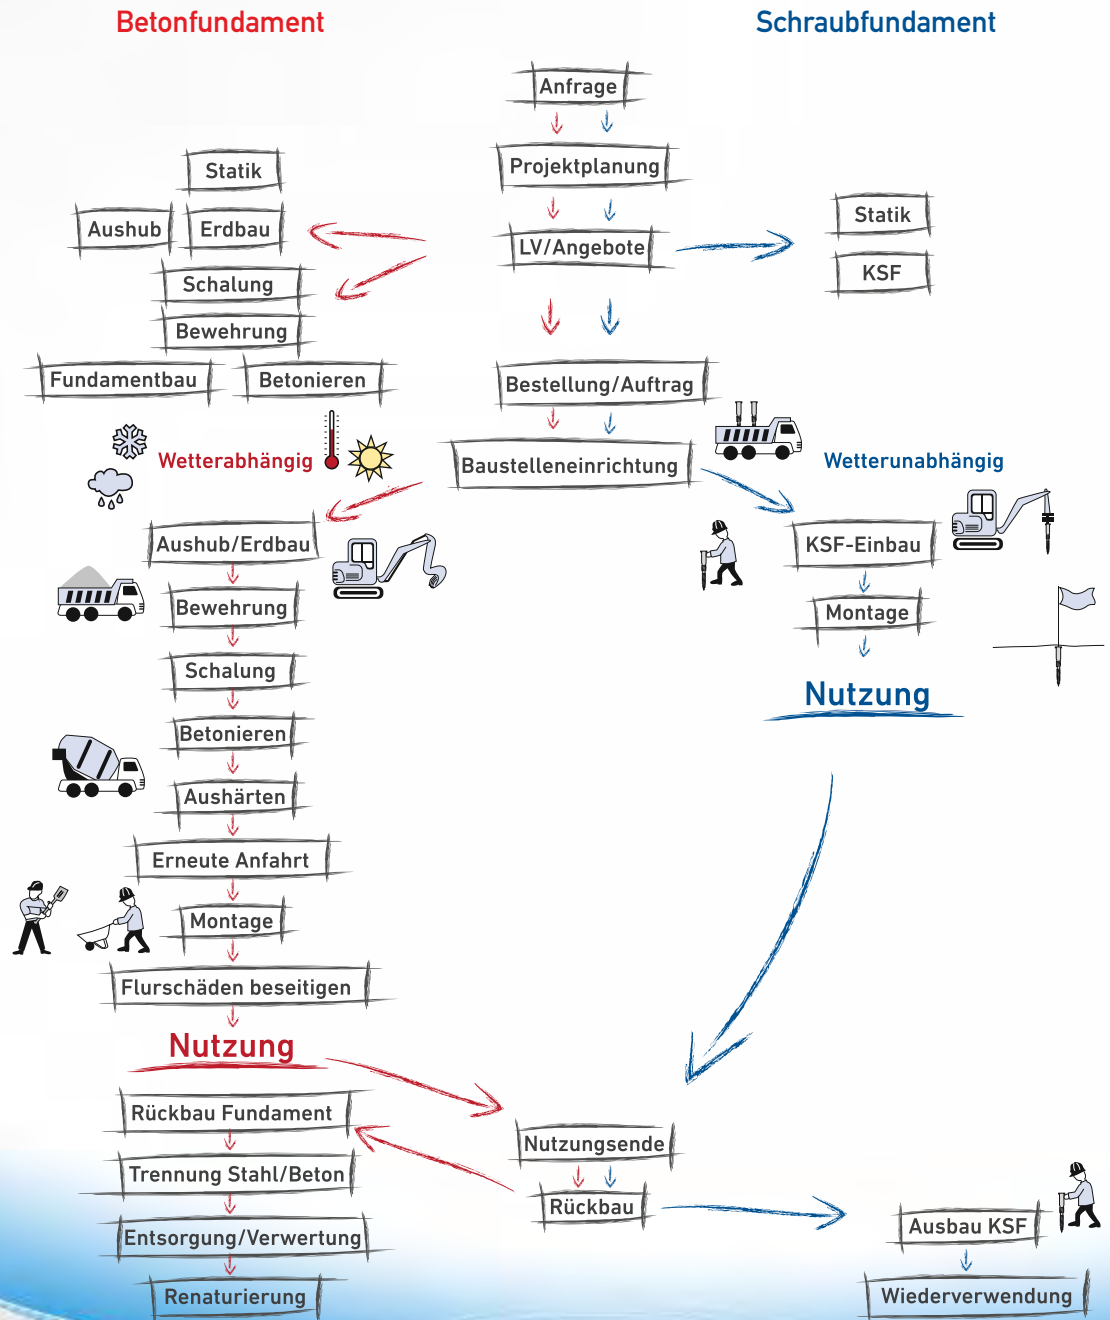 Betonfundament
Schraubfundament
Anfrage
Projektplanung
LV/Angebote
Statik
Aushub
Erdbau
Schalung
Bewehrung
Fundamentbau
Betonieren
Statik
KSF
Bestellung/Auftrag
Baustelleneinrichtung
Wetterabhängig
Wetterunabhängig
Aushub/Erdbau
Bewehrung
Schalung
Betonieren
Aushärten
Erneute Anfahrt
Montage
Flurschäden beseitigen
Nutzung
KSF-Einbau
Montage
Nutzung
Nutzungsende
Rückbau
Rückbau Fundament
Trennung Stahl/Beton
Entsorgung/Verwertung
Renaturierung
Ausbau KSF
Wiederverwendung